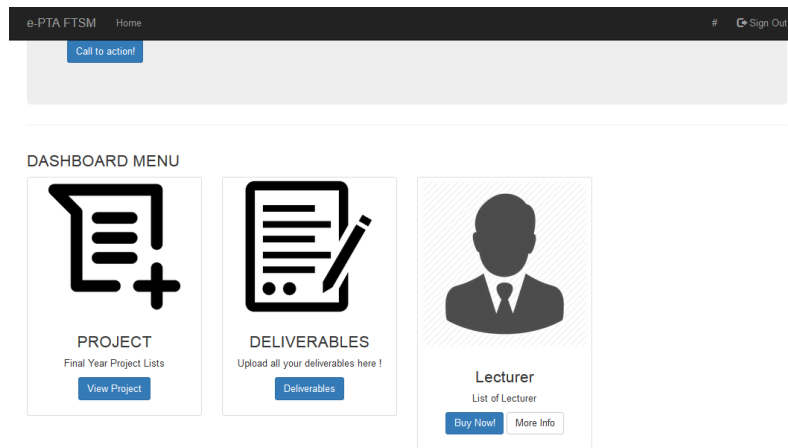 e-PTA FTSM Home # Sign Out
Call to action!
DASHBOARD MENU
PROJECT
Final Year Project Lists
View Project
DELIVERABLES
Upload all your deliverables here !
Deliverables
Lecturer
List of Lecturer
Buy Now! More Info